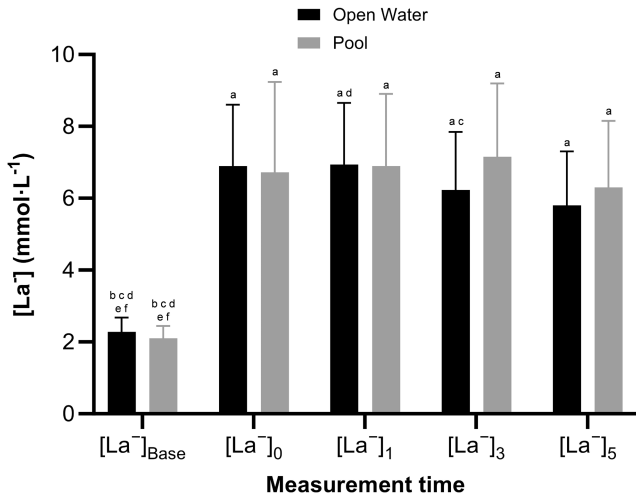 Open Water
Pool
[La⁻] (mmol·L⁻¹)
10
8
6
4
2
0
b c d
e f
b c d
e f
a
a
a d
a
a c
a
a
a
[La⁻]Base
[La⁻]0
[La⁻]1
[La⁻]3
[La⁻]5
Measurement time